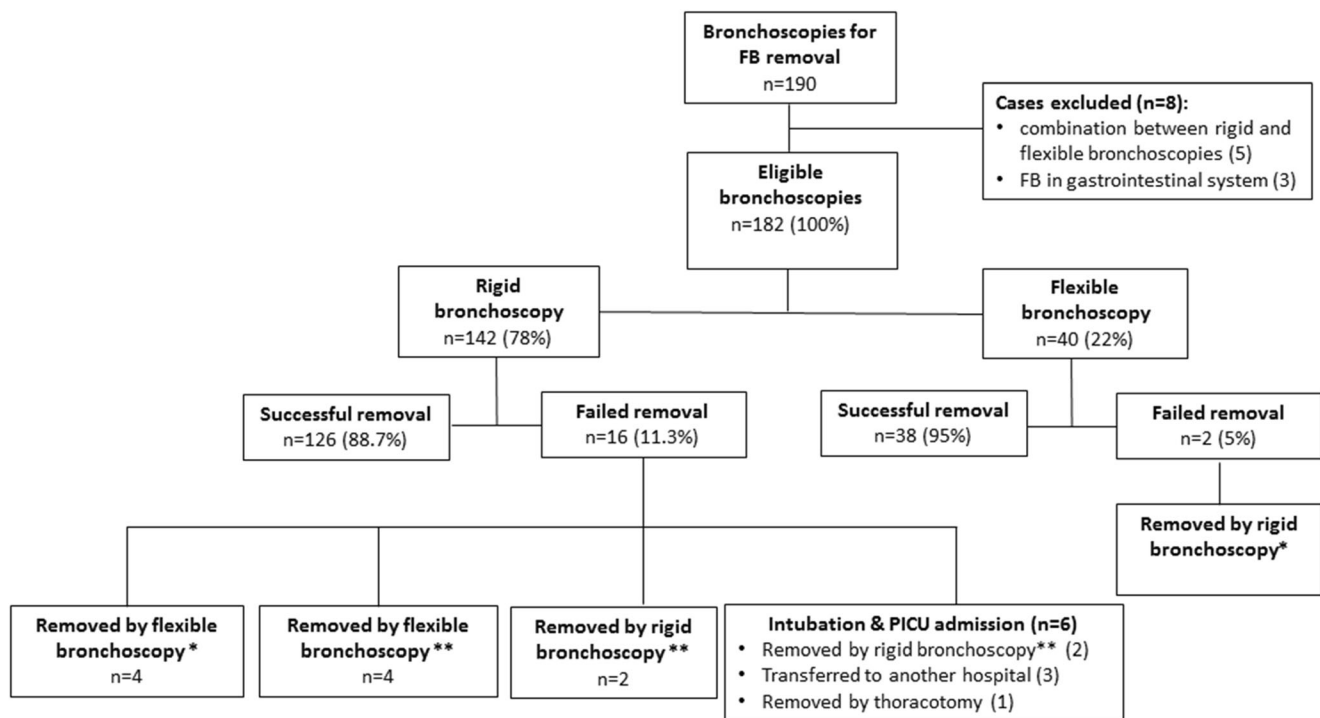 Bronchoscopies for
FB removal
n=190
Cases excluded (n=8):
• combination between rigid and
flexible bronchoscopies (5)
• FB in gastrointestinal system (3)
Eligible
bronchoscopies
n=182 (100%)
Rigid
bronchoscopy
n=142 (78%)
Flexible
bronchoscopy
n=40 (22%)
Successful removal
n=126 (88.7%)
Failed removal
n=16 (11.3%)
Successful removal
n=38 (95%)
Failed removal
n=2 (5%)
Removed by rigid
bronchoscopy*
Removed by flexible
bronchoscopy*
n=4
Removed by flexible
bronchoscopy**
n=4
Removed by rigid
bronchoscopy**
n=2
Intubation & PICU admission (n=6)
• Removed by rigid bronchoscopy** (2)
• Transferred to another hospital (3)
• Removed by thoracotomy (1)